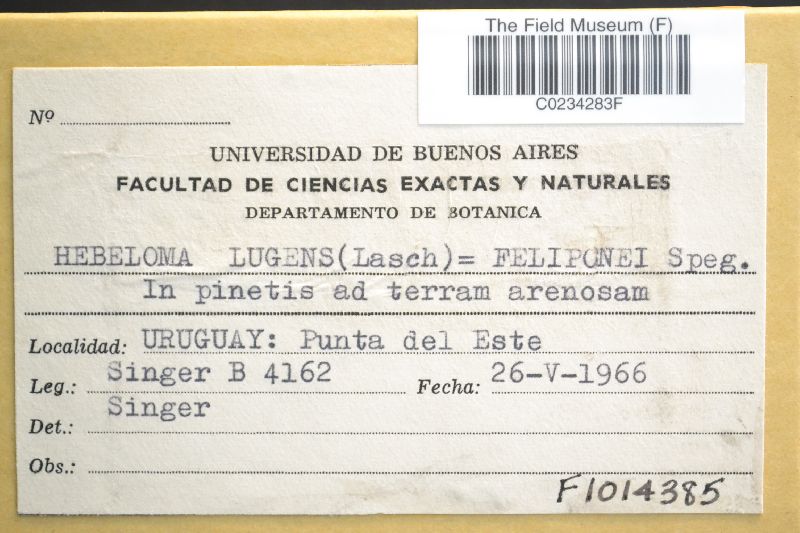 The Field Museum (F)
C0234283F
Nº
UNIVERSIDAD DE BUENOS AIRES
FACULTAD DE CIENCIAS EXACTAS Y NATURALES
DEPARTAMENTO DE BOTANICA
HEBELOMA LUGENS(Lasch)= FELIPONEI Speg.
In pinetis ad terram arenosam
Localidad: URUGUAY: Punta del Este
Leg.: Singer B 4162 Fecha: 26-V-1966
Det.: Singer
Obs.:
F1014385